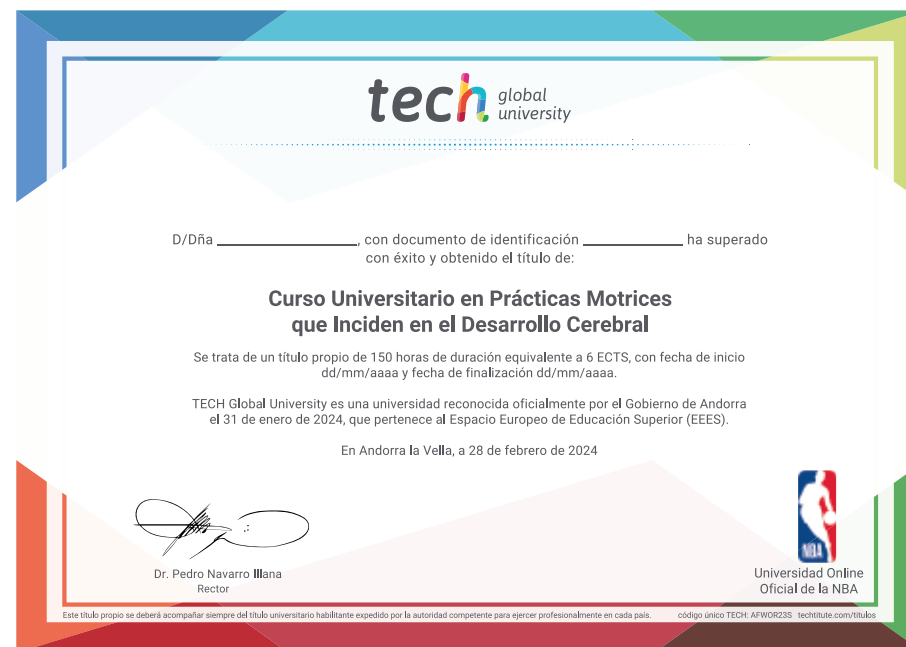 tech global university
D/Dña ____________________, con documento de identificación ______________ ha superado
con éxito y obtenido el título de:
Curso Universitario en Prácticas Motrices
que Inciden en el Desarrollo Cerebral
Se trata de un título propio de 150 horas de duración equivalente a 6 ECTS, con fecha de inicio
dd/mm/aaaa y fecha de finalización dd/mm/aaaa.
TECH Global University es una universidad reconocida oficialmente por el Gobierno de Andorra
el 31 de enero de 2024, que pertenece al Espacio Europeo de Educación Superior (EEES).
En Andorra la Vella, a 28 de febrero de 2024
Dr. Pedro Navarro Illana
Rector
NBA
Universidad Online
Oficial de la NBA
Este título propio se deberá acompañar siempre del título universitario habilitante expedido por la autoridad competente para ejercer profesionalmente en cada país.
código único TECH: AFWOR23S techtitute.com/titulos